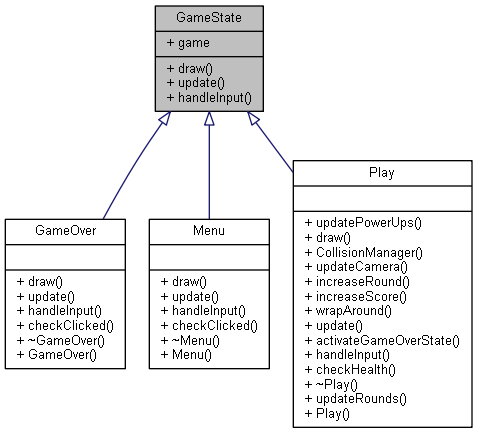 GameState
+ game
+ draw()
+ update()
+ handleInput()
GameOver
+ draw()
+ update()
+ handleInput()
+ checkClicked()
+ ~GameOver()
+ GameOver()
Menu
+ draw()
+ update()
+ handleInput()
+ checkClicked()
+ ~Menu()
+ Menu()
Play
+ updatePowerUps()
+ draw()
+ CollisionManager()
+ updateCamera()
+ increaseRound()
+ increaseScore()
+ wrapAround()
+ update()
+ activateGameOverState()
+ handleInput()
+ checkHealth()
+ ~Play()
+ updateRounds()
+ Play()